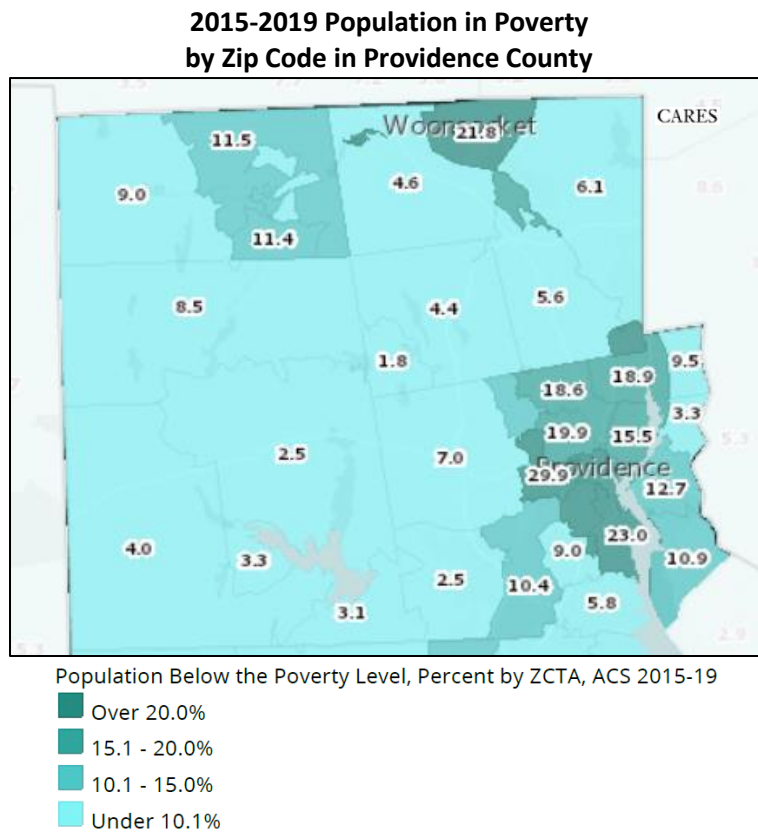 2015-2019 Population in Poverty
by Zip Code in Providence County
CARES
Woonsocket
21.8
11.5
4.6
6.1
9.0
11.4
8.5
4.4
5.6
1.8
9.5
18.9
18.6
3.3
19.9
15.5
2.5
7.0
Providence
29.9
12.7
23.0
4.0
9.0
3.3
10.9
2.5
10.4
5.8
3.1
Population Below the Poverty Level, Percent by ZCTA, ACS 2015-19
Over 20.0%
15.1 - 20.0%
10.1 - 15.0%
Under 10.1%